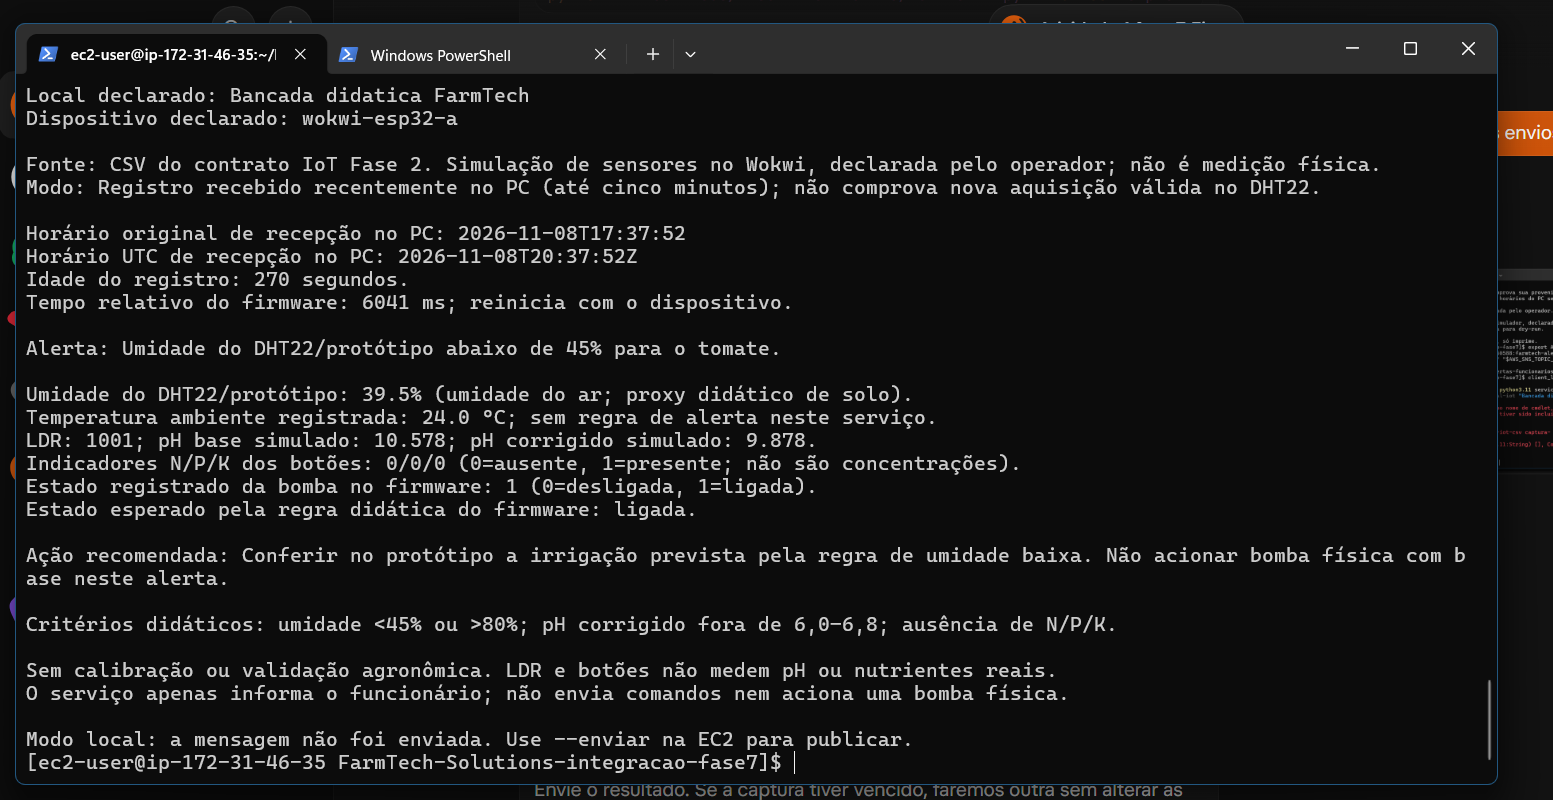 ec2-user@ip-172-31-46-35:~/
Windows PowerShell
Local declarado: Bancada didatica FarmTech
Dispositivo declarado: wokwi-esp32-a
Fonte: CSV do contrato IoT Fase 2. Simulação de sensores no Wokwi, declarada pelo operador; não é medição física.
Modo: Registro recebido recentemente no PC (até cinco minutos); não comprova nova aquisição válida no DHT22.
Horário original de recepção no PC: 2026-11-08T17:37:52
Horário UTC de recepção no PC: 2026-11-08T20:37:52Z
Idade do registro: 270 segundos.
Tempo relativo do firmware: 6041 ms; reinicia com o dispositivo.
Alerta: Umidade do DHT22/protótipo abaixo de 45% para o tomate.
Umidade do DHT22/protótipo: 39.5% (umidade do ar; proxy didático de solo).
Temperatura ambiente registrada: 24.0 °C; sem regra de alerta neste serviço.
LDR: 1001; pH base simulado: 10.578; pH corrigido simulado: 9.878.
Indicadores N/P/K dos botões: 0/0/0 (0=ausente, 1=presente; não são concentrações).
Estado registrado da bomba no firmware: 1 (0=desligada, 1=ligada).
Estado esperado pela regra didática do firmware: ligada.
Ação recomendada: Conferir no protótipo a irrigação prevista pela regra de umidade baixa. Não acionar bomba física com b
ase neste alerta.
Critérios didáticos: umidade <45% ou >80%; pH corrigido fora de 6,0–6,8; ausência de N/P/K.
Sem calibração ou validação agronômica. LDR e botões não medem pH ou nutrientes reais.
O serviço apenas informa o funcionário; não envia comandos nem aciona uma bomba física.
Modo local: a mensagem não foi enviada. Use --enviar na EC2 para publicar.
[ec2-user@ip-172-31-46-35 FarmTech-Solutions-integracao-fase7]$
Envie o resultado. Se a captura tiver vencido, faremos outra sem alterar as
envio